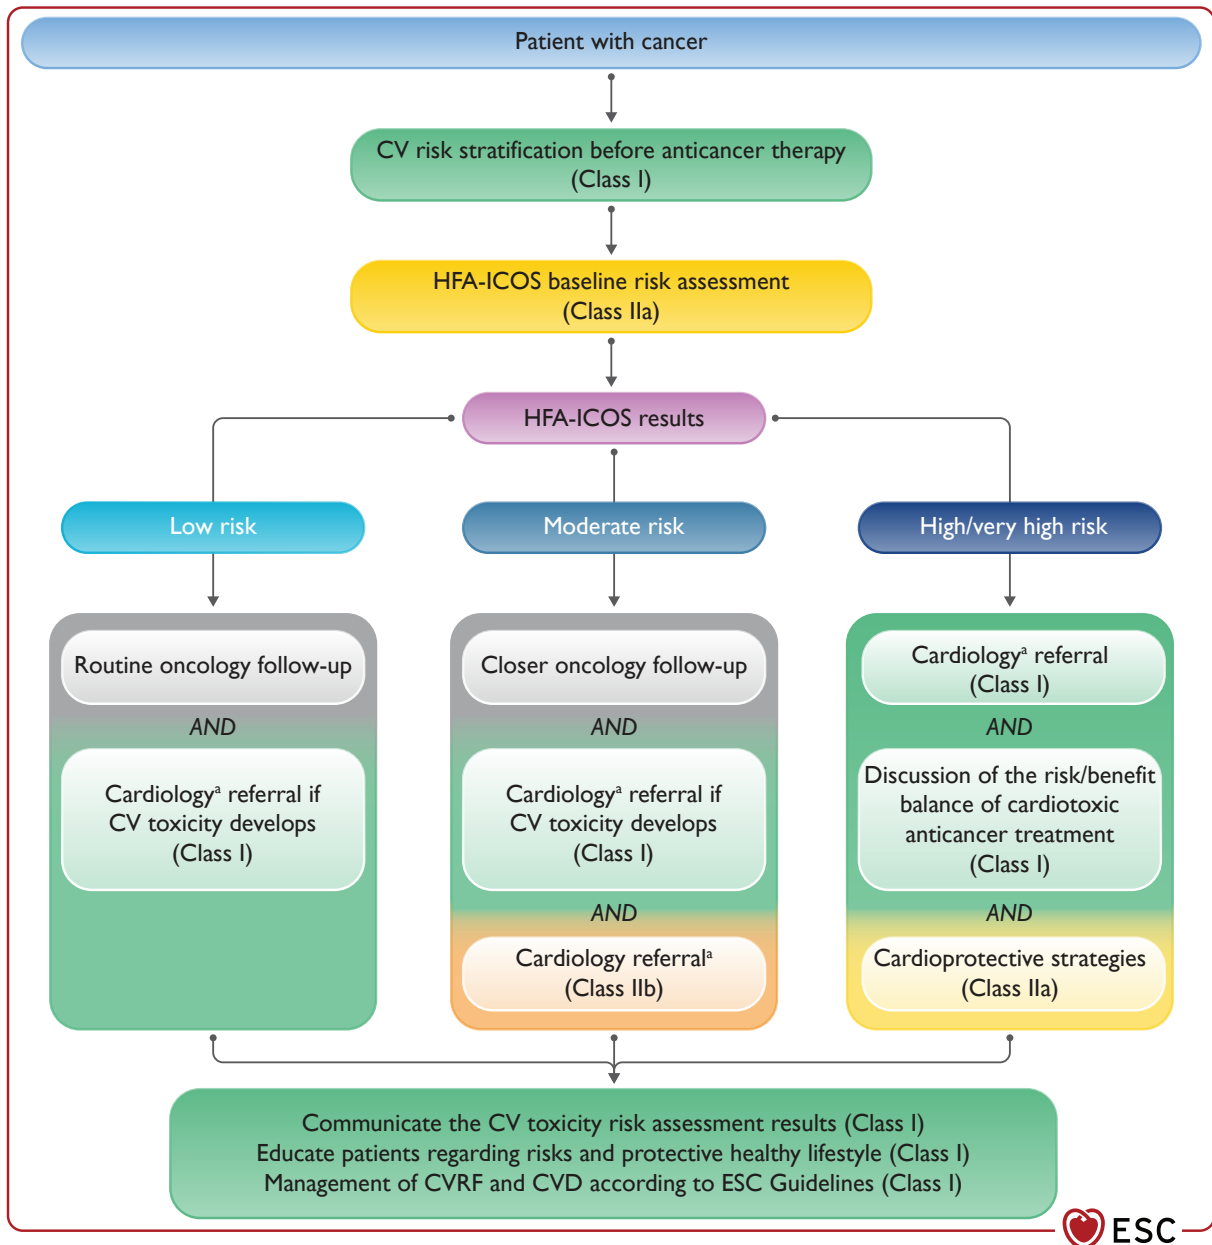 Patient with cancer
CV risk stratification before anticancer therapy
(Class I)
HFA-ICOS baseline risk assessment
(Class IIa)
HFA-ICOS results
Low risk
Moderate risk
High/very high risk
Routine oncology follow-up
AND
Cardiologyᵃ referral if
CV toxicity develops
(Class I)
Closer oncology follow-up
AND
Cardiologyᵃ referral if
CV toxicity develops
(Class I)
AND
Cardiology referralᵃ
(Class IIb)
Cardiologyᵃ referral
(Class I)
AND
Discussion of the risk/benefit
balance of cardiotoxic
anticancer treatment
(Class I)
AND
Cardioprotective strategies
(Class IIa)
Communicate the CV toxicity risk assessment results (Class I)
Educate patients regarding risks and protective healthy lifestyle (Class I)
Management of CVRF and CVD according to ESC Guidelines (Class I)
ESC